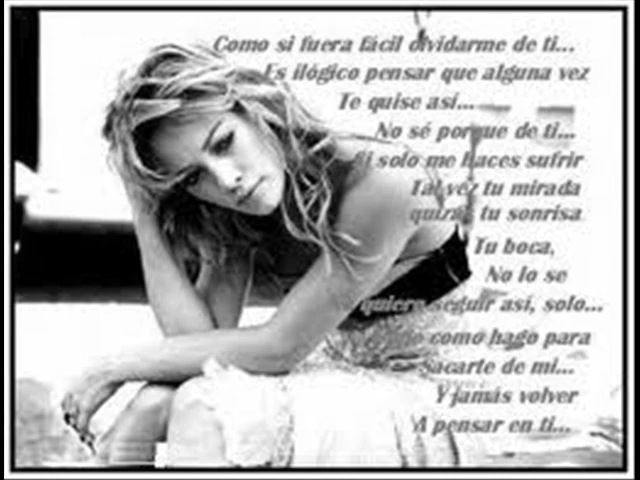 Como si fuera fácil olvidarme de ti...
Es ilógico pensar que alguna vez
Te quise así...
No sé porque de ti...
Si solo me haces sufrir
Tal vez tu mirada
quizás tu sonrisa
Tu boca,
No lo se
quiero seguir así, solo...
como hago para
Sacarte de mi...
Y jamás volver
A pensar en ti...